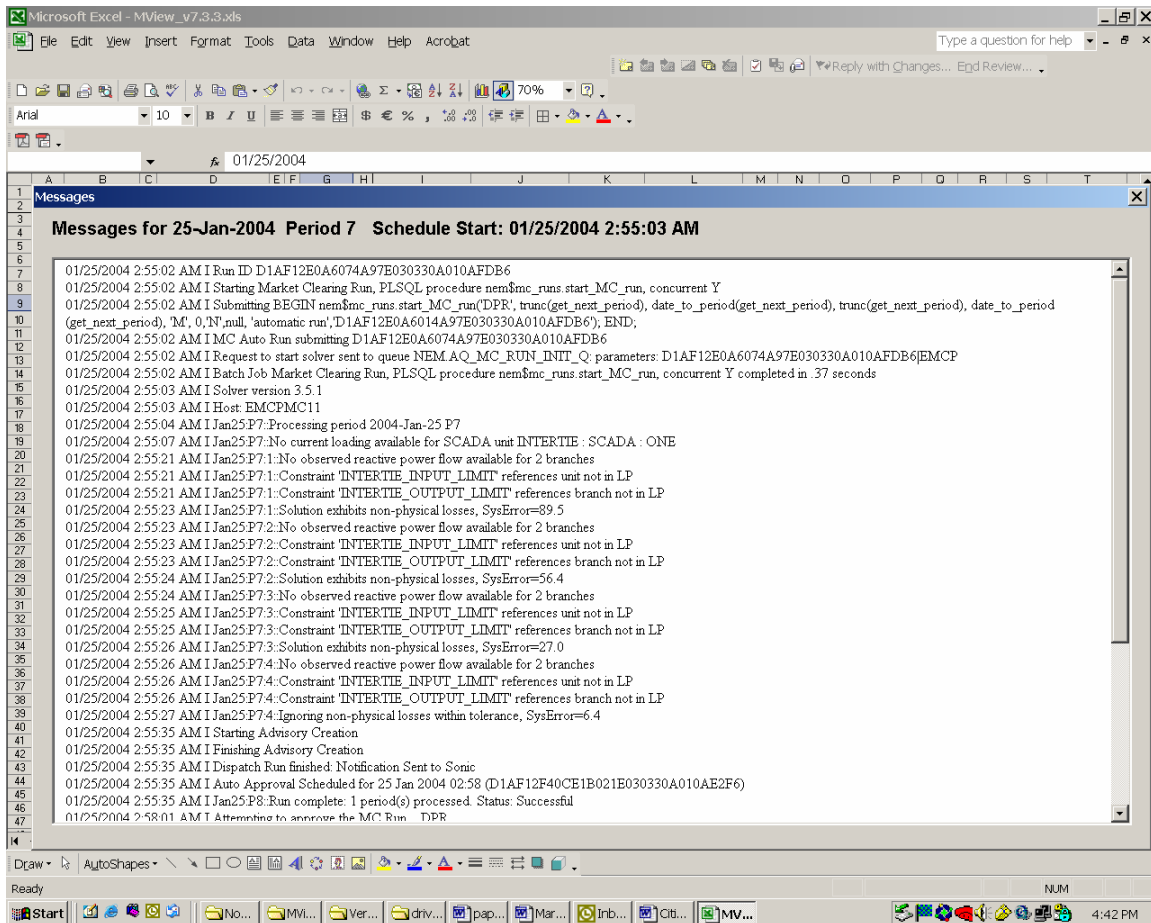 Microsoft Excel - MView_v7.3.3.xls
File Edit View Insert Format Tools Data Window Help Acrobat
Type a question for help
Reply with Changes... End Review...
70%
Arial 10 B I U $ € % ,
fx 01/25/2004
A B C D E F G H I J K L M N O P Q R S T
Messages
Messages for 25-Jan-2004 Period 7 Schedule Start: 01/25/2004 2:55:03 AM
01/25/2004 2:55:02 AM I Run ID D1AF12E0A6074A97E030330A010AFDB6
01/25/2004 2:55:02 AM I Starting Market Clearing Run, PLSQL procedure nem$mc_runs.start_MC_run, concurrent Y
01/25/2004 2:55:02 AM I Submitting BEGIN nem$mc_runs.start_MC_run('DPR', trunc(get_next_period), date_to_period(get_next_period), trunc(get_next_period), date_to_period
(get_next_period), 'M', 0,'N',null, 'automatic run','D1AF12E0A6014A97E030330A010AFDB6'); END;
01/25/2004 2:55:02 AM I MC Auto Run submitting D1AF12E0A6074A97E030330A010AFDB6
01/25/2004 2:55:02 AM I Request to start solver sent to queue NEM.AQ_MC_RUN_INIT_Q: parameters: D1AF12E0A6074A97E030330A010AFDB6|EMCP
01/25/2004 2:55:02 AM I Batch Job Market Clearing Run, PLSQL procedure nem$mc_runs.start_MC_run, concurrent Y completed in .37 seconds
01/25/2004 2:55:03 AM I Solver version 3.5.1
01/25/2004 2:55:03 AM I Host: EMCPMC11
01/25/2004 2:55:04 AM I Jan25:P7::Processing period 2004-Jan-25 P7
01/25/2004 2:55:07 AM I Jan25:P7::No current loading available for SCADA unit INTERTIE : SCADA : ONE
01/25/2004 2:55:21 AM I Jan25:P7:1::No observed reactive power flow available for 2 branches
01/25/2004 2:55:21 AM I Jan25:P7:1::Constraint 'INTERTIE_INPUT_LIMIT' references unit not in LP
01/25/2004 2:55:21 AM I Jan25:P7:1::Constraint 'INTERTIE_OUTPUT_LIMIT' references branch not in LP
01/25/2004 2:55:23 AM I Jan25:P7:1::Solution exhibits non-physical losses, SysError=89.5
01/25/2004 2:55:23 AM I Jan25:P7:2::No observed reactive power flow available for 2 branches
01/25/2004 2:55:23 AM I Jan25:P7:2::Constraint 'INTERTIE_INPUT_LIMIT' references unit not in LP
01/25/2004 2:55:23 AM I Jan25:P7:2::Constraint 'INTERTIE_OUTPUT_LIMIT' references branch not in LP
01/25/2004 2:55:24 AM I Jan25:P7:2::Solution exhibits non-physical losses, SysError=56.4
01/25/2004 2:55:24 AM I Jan25:P7:3::No observed reactive power flow available for 2 branches
01/25/2004 2:55:25 AM I Jan25:P7:3::Constraint 'INTERTIE_INPUT_LIMIT' references unit not in LP
01/25/2004 2:55:25 AM I Jan25:P7:3::Constraint 'INTERTIE_OUTPUT_LIMIT' references branch not in LP
01/25/2004 2:55:26 AM I Jan25:P7:3::Solution exhibits non-physical losses, SysError=27.0
01/25/2004 2:55:26 AM I Jan25:P7:4::No observed reactive power flow available for 2 branches
01/25/2004 2:55:26 AM I Jan25:P7:4::Constraint 'INTERTIE_INPUT_LIMIT' references unit not in LP
01/25/2004 2:55:26 AM I Jan25:P7:4::Constraint 'INTERTIE_OUTPUT_LIMIT' references branch not in LP
01/25/2004 2:55:27 AM I Jan25:P7:4::Ignoring non-physical losses within tolerance, SysError=6.4
01/25/2004 2:55:35 AM I Starting Advisory Creation
01/25/2004 2:55:35 AM I Finishing Advisory Creation
01/25/2004 2:55:35 AM I Dispatch Run finished: Notification Sent to Sonic
01/25/2004 2:55:35 AM I Auto Approval Scheduled for 25 Jan 2004 02:58 (D1AF12F40CE1B021E030330A010AE2F6)
01/25/2004 2:55:35 AM I Jan25:P8::Run complete: 1 period(s) processed. Status: Successful
01/25/2004 2:58:01 AM I Attempting to approve the MC Run DPR
Draw AutoShapes
Ready NUM
Start No... MVi... Ver... driv... pap... Mar... Inb... Citi... MV... 4:42 PM